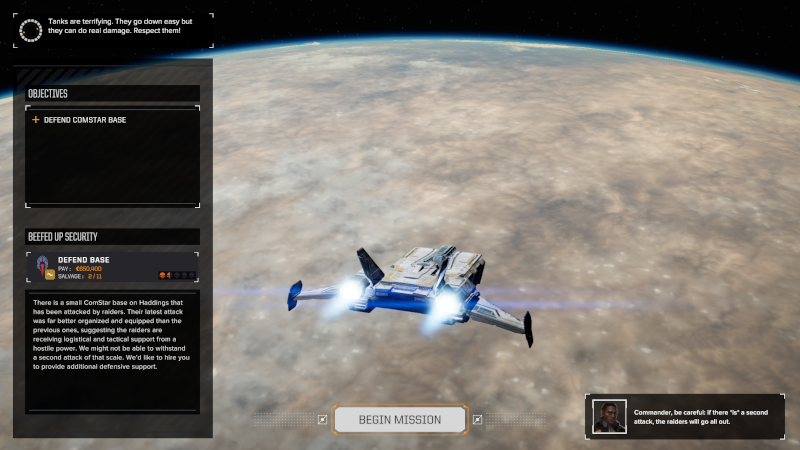 Tanks are terrifying. They go down easy but
they can do real damage. Respect them!
OBJECTIVES
DEFEND COMSTAR BASE
BEEFED UP SECURITY
DEFEND BASE
PAY: €850,400
SALVAGE: 2 / 11
There is a small ComStar base on Haddings that
has been attacked by raiders. Their latest attack
was far better organized and equipped than the
previous ones, suggesting the raiders are
receiving logistical and tactical support from a
hostile power. We might not be able to withstand
a second attack of that scale. We'd like to hire you
to provide additional defensive support.
BEGIN MISSION
Commander, be careful: if there *is* a second
attack, the raiders will go all out.